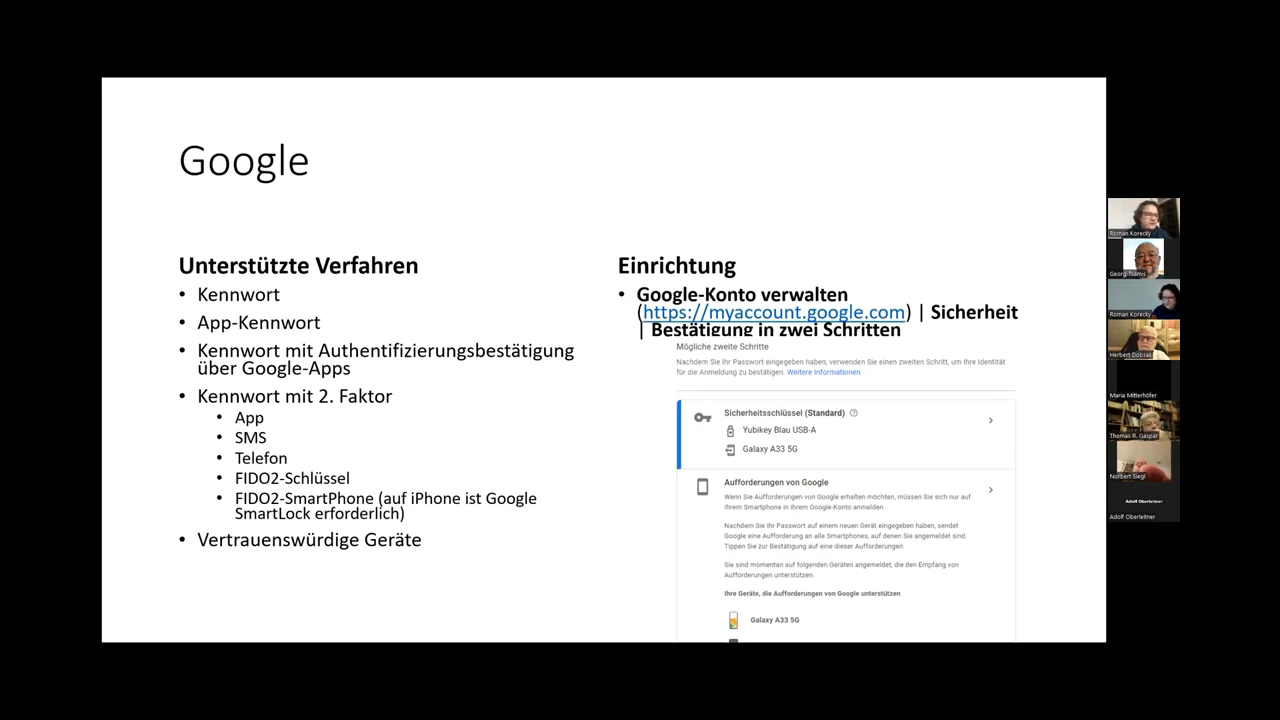 Google
Unterstützte Verfahren
• Kennwort
• App-Kennwort
• Kennwort mit Authentifizierungsbestätigung
über Google-Apps
• Kennwort mit 2. Faktor
• App
• SMS
• Telefon
• FIDO2-Schlüssel
• FIDO2-SmartPhone (auf iPhone ist Google
SmartLock erforderlich)
• Vertrauenswürdige Geräte
Einrichtung
• Google-Konto verwalten
(https://myaccount.google.com) | Sicherheit
| Bestätigung in zwei Schritten
Mögliche zweite Schritte
Nachdem Sie Ihr Passwort eingegeben haben, verwenden Sie einen zweiten Schritt, um Ihre Identität
für die Anmeldung zu bestätigen. Weitere Informationen
Sicherheitsschlüssel (Standard)
Yubikey Blau USB-A
Galaxy A33 5G
Aufforderungen von Google
Wenn Sie Aufforderungen von Google erhalten möchten, müssen Sie sich nur auf
Ihrem Smartphone in Ihrem Google-Konto anmelden.
Nachdem Sie Ihr Passwort auf einem neuen Gerät eingegeben haben, sendet
Google eine Aufforderung an alle Smartphones, auf denen Sie angemeldet sind.
Tippen Sie zur Bestätigung auf eine dieser Aufforderungen.
Sie sind momentan auf folgenden Geräten angemeldet, die den Empfang von
Aufforderungen unterstützen.
Ihre Geräte, die Aufforderungen von Google unterstützen
Galaxy A33 5G
Roman Korecky
Georg Tsamis
Roman Korecky
Herbert Dobsak
Maria Mitterhöfer
Thomas R. Gaspar
Norbert Siegl
Adolf Oberleitner
Adolf Oberleitner